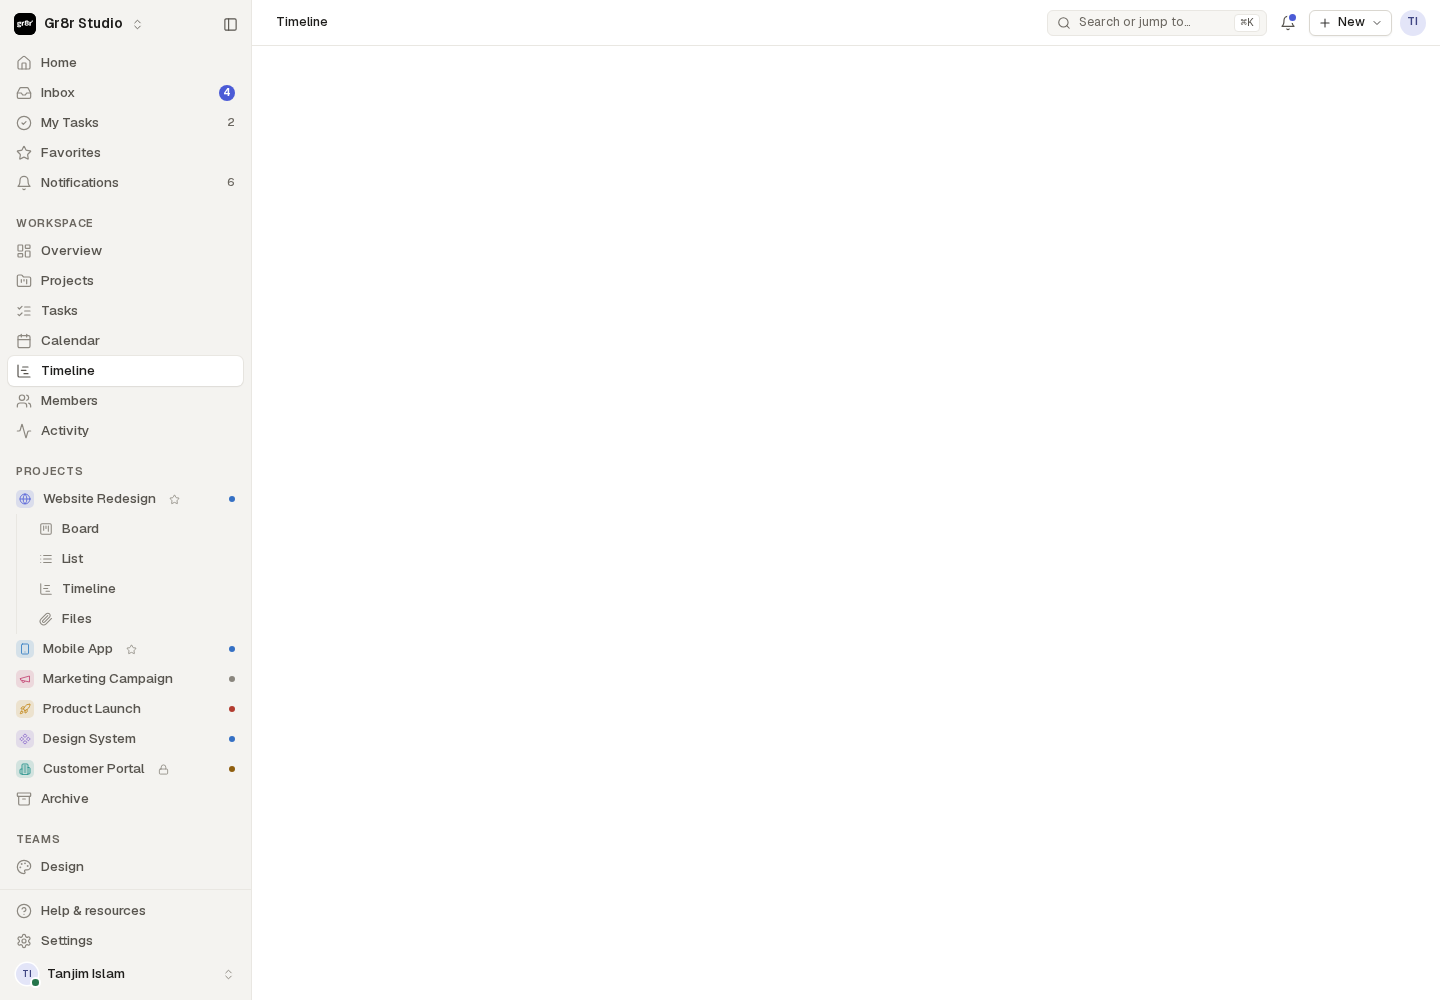 gr8r
Gr8r Studio
Home
Inbox 4
My Tasks 2
Favorites
Notifications 6
WORKSPACE
Overview
Projects
Tasks
Calendar
Timeline
Members
Activity
PROJECTS
Website Redesign
Board
List
Timeline
Files
Mobile App
Marketing Campaign
Product Launch
Design System
Customer Portal
Archive
TEAMS
Design
Help & resources
Settings
TI Tanjim Islam
Timeline
Search or jump to... ⌘K
New
TI